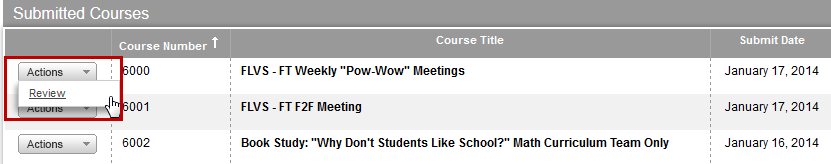 Submitted Courses
Course Number ↑ Course Title Submit Date
Actions 6000 FLVS - FT Weekly "Pow-Wow" Meetings January 17, 2014
Review
Actions 6001 FLVS - FT F2F Meeting January 17, 2014
Actions 6002 Book Study: "Why Don't Students Like School?" Math Curriculum Team Only January 16, 2014